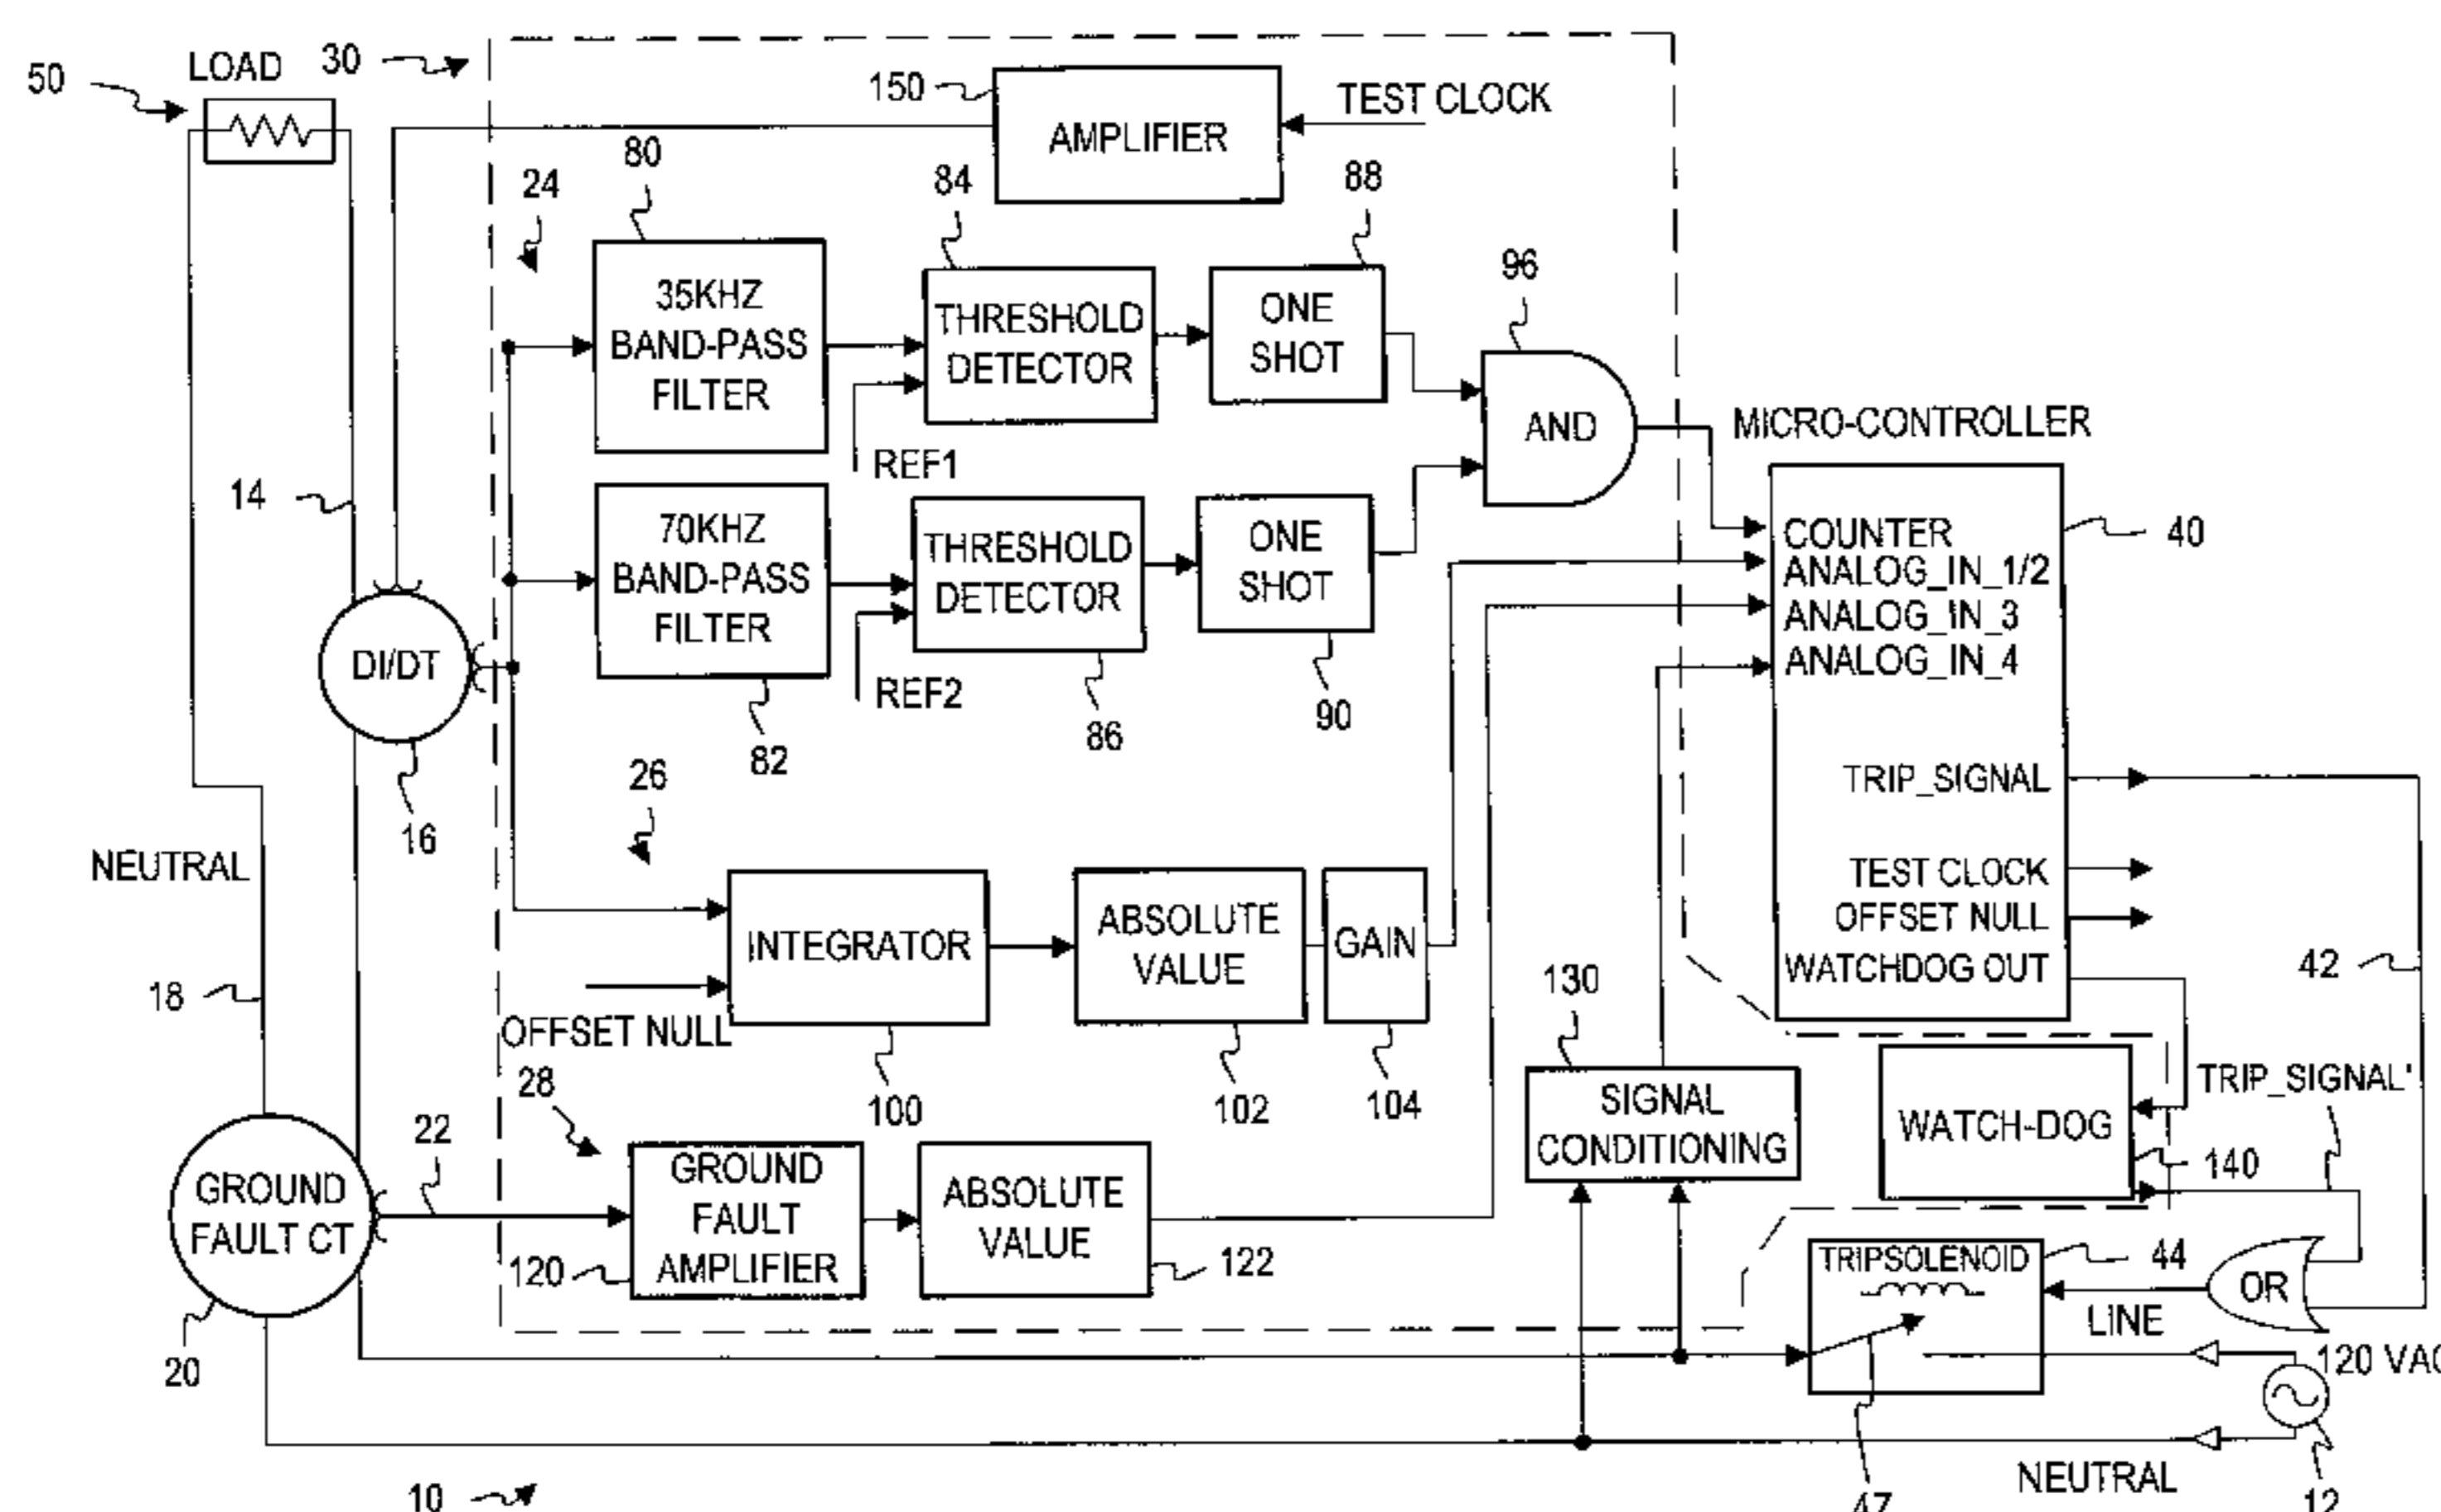 LOAD
50
30
150
AMPLIFIER
TEST CLOCK
80
24
84
88
96
35KHZ
BAND-PASS
FILTER
THRESHOLD
DETECTOR
ONE
SHOT
AND
REF1
MICRO-CONTROLLER
14
70KHZ
BAND-PASS
FILTER
THRESHOLD
DETECTOR
ONE
SHOT
COUNTER
ANALOG_IN_1/2
ANALOG_IN_3
ANALOG_IN_4
40
DI/DT
REF2
82
86
90
16
26
TRIP_SIGNAL
TEST CLOCK
OFFSET NULL
WATCHDOG OUT
42
NEUTRAL
18
INTEGRATOR
ABSOLUTE
VALUE
GAIN
OFFSET NULL
100
102
104
130
SIGNAL
CONDITIONING
WATCH-DOG
TRIP_SIGNAL'
140
28
22
GROUND
FAULT CT
GROUND
FAULT
AMPLIFIER
ABSOLUTE
VALUE
120
122
20
TRIPSOLENOID
44
OR
LINE
120 VAC
NEUTRAL
10
47
12